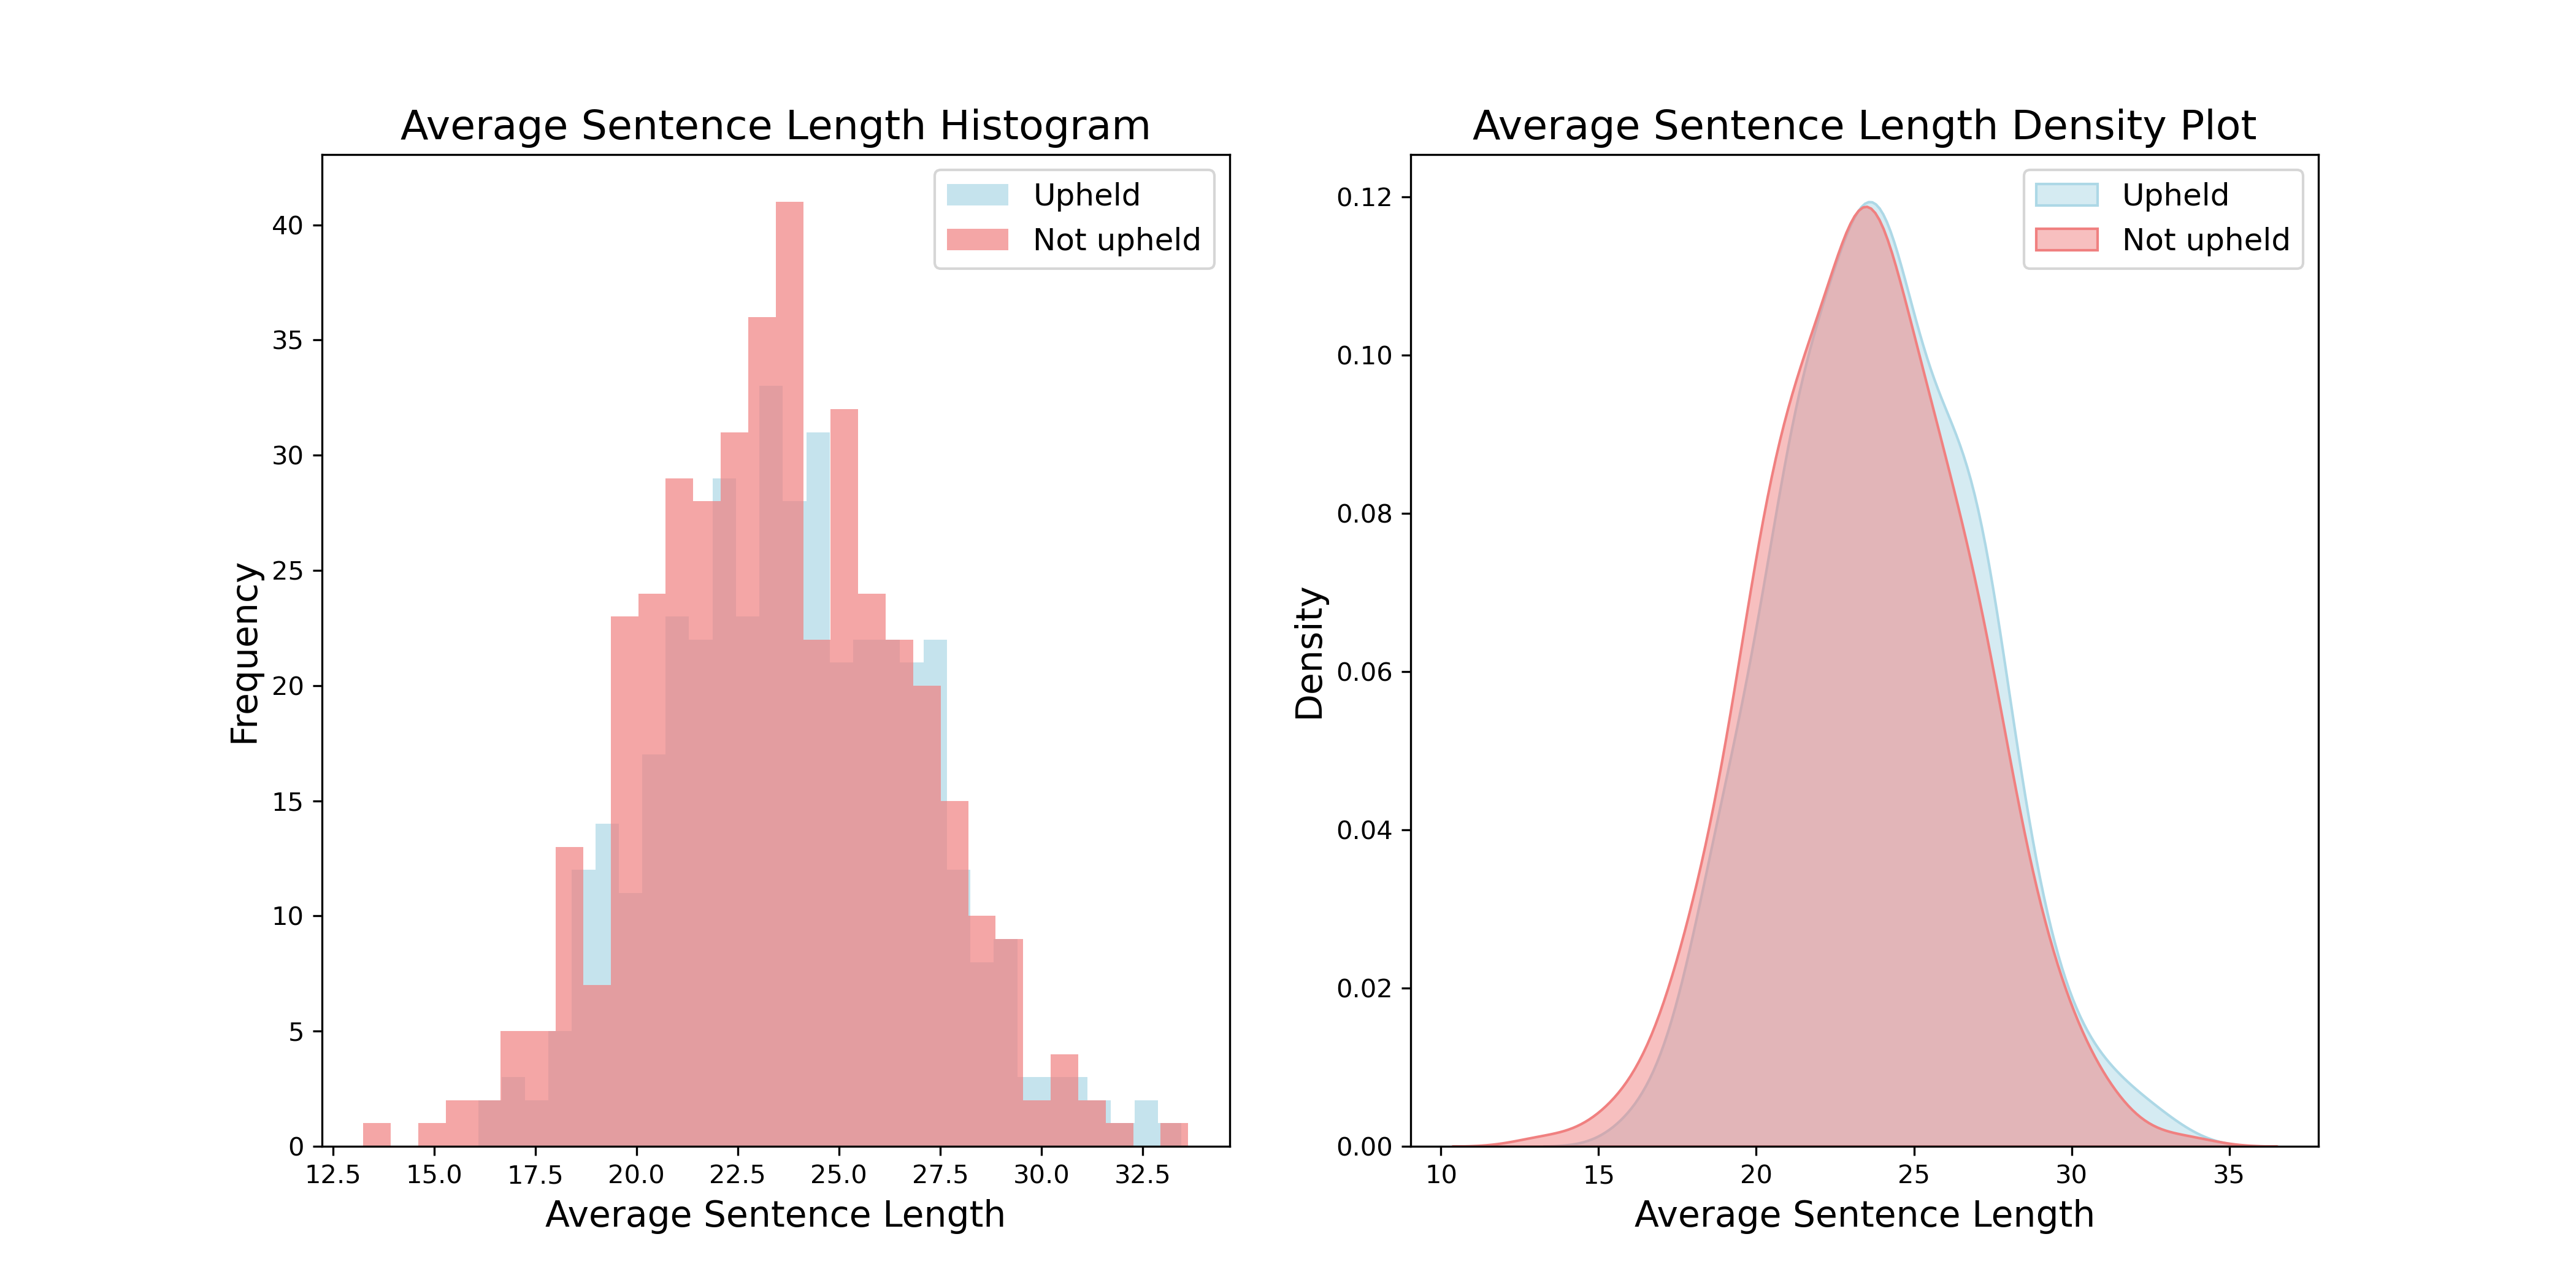 Average Sentence Length Histogram
Upheld
Not upheld
40
35
30
25
20
15
10
5
0
Frequency
12.5 15.0 17.5 20.0 22.5 25.0 27.5 30.0 32.5
Average Sentence Length
Average Sentence Length Density Plot
Upheld
Not upheld
0.12
0.10
0.08
0.06
0.04
0.02
0.00
Density
10 15 20 25 30 35
Average Sentence Length